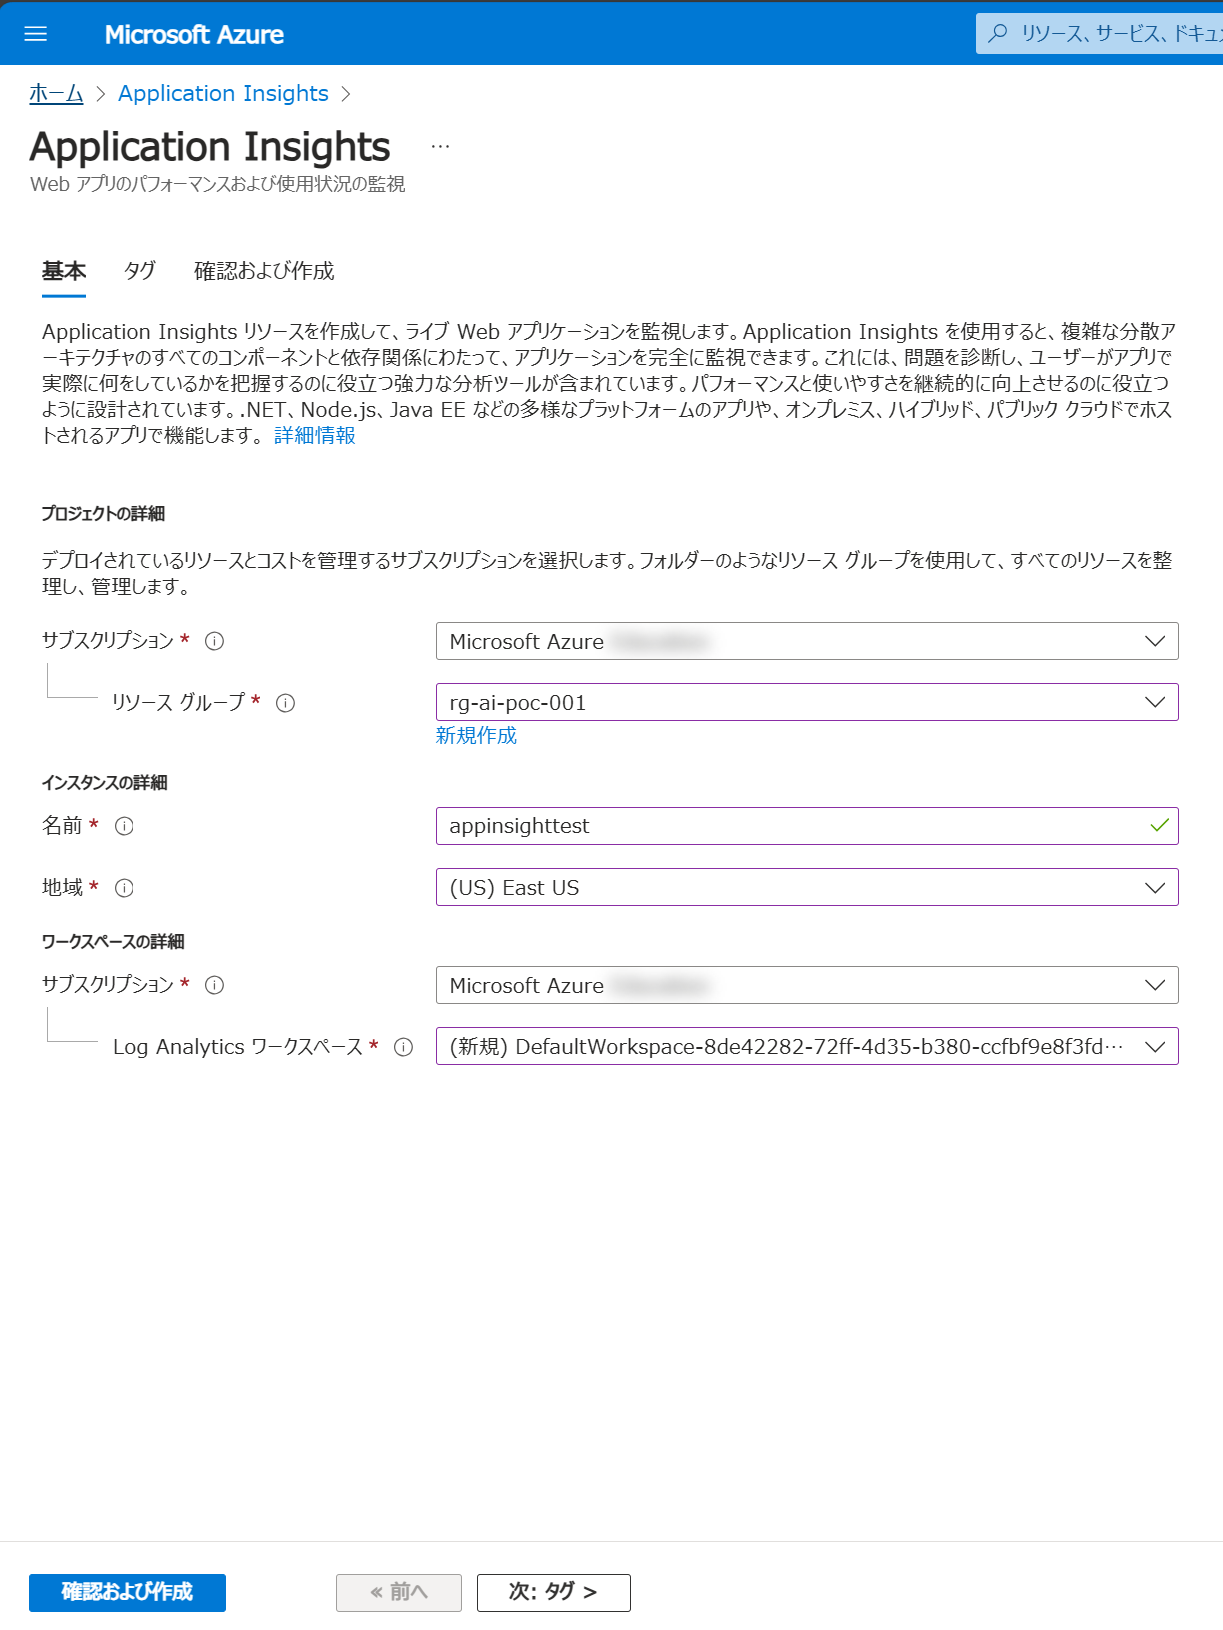 Microsoft Azure
リソース、サービス、ドキュ
ホーム > Application Insights >
Application Insights ...
Web アプリのパフォーマンスおよび使用状況の監視
基本 タグ 確認および作成
Application Insights リソースを作成して、ライブ Web アプリケーションを監視します。Application Insights を使用すると、複雑な分散ア
ーキテクチャのすべてのコンポーネントと依存関係にわたって、アプリケーションを完全に監視できます。これには、問題を診断し、ユーザーがアプリで
実際に何をしているかを把握するのに役立つ強力な分析ツールが含まれています。パフォーマンスと使いやすさを継続的に向上させるのに役立つ
ように設計されています。.NET、Node.js、Java EE などの多様なプラットフォームのアプリや、オンプレミス、ハイブリッド、パブリック クラウドでホス
トされるアプリで機能します。 詳細情報
プロジェクトの詳細
デプロイされているリソースとコストを管理するサブスクリプションを選択します。フォルダーのようなリソース グループを使用して、すべてのリソースを整
理し、管理します。
サブスクリプション * Microsoft Azure
リソース グループ * rg-ai-poc-001
新規作成
インスタンスの詳細
名前 * appinsighttest
地域 * (US) East US
ワークスペースの詳細
サブスクリプション * Microsoft Azure
Log Analytics ワークスペース * (新規) DefaultWorkspace-8de42282-72ff-4d35-b380-ccfbf9e8f3fd…
確認および作成 « 前へ 次: タグ >